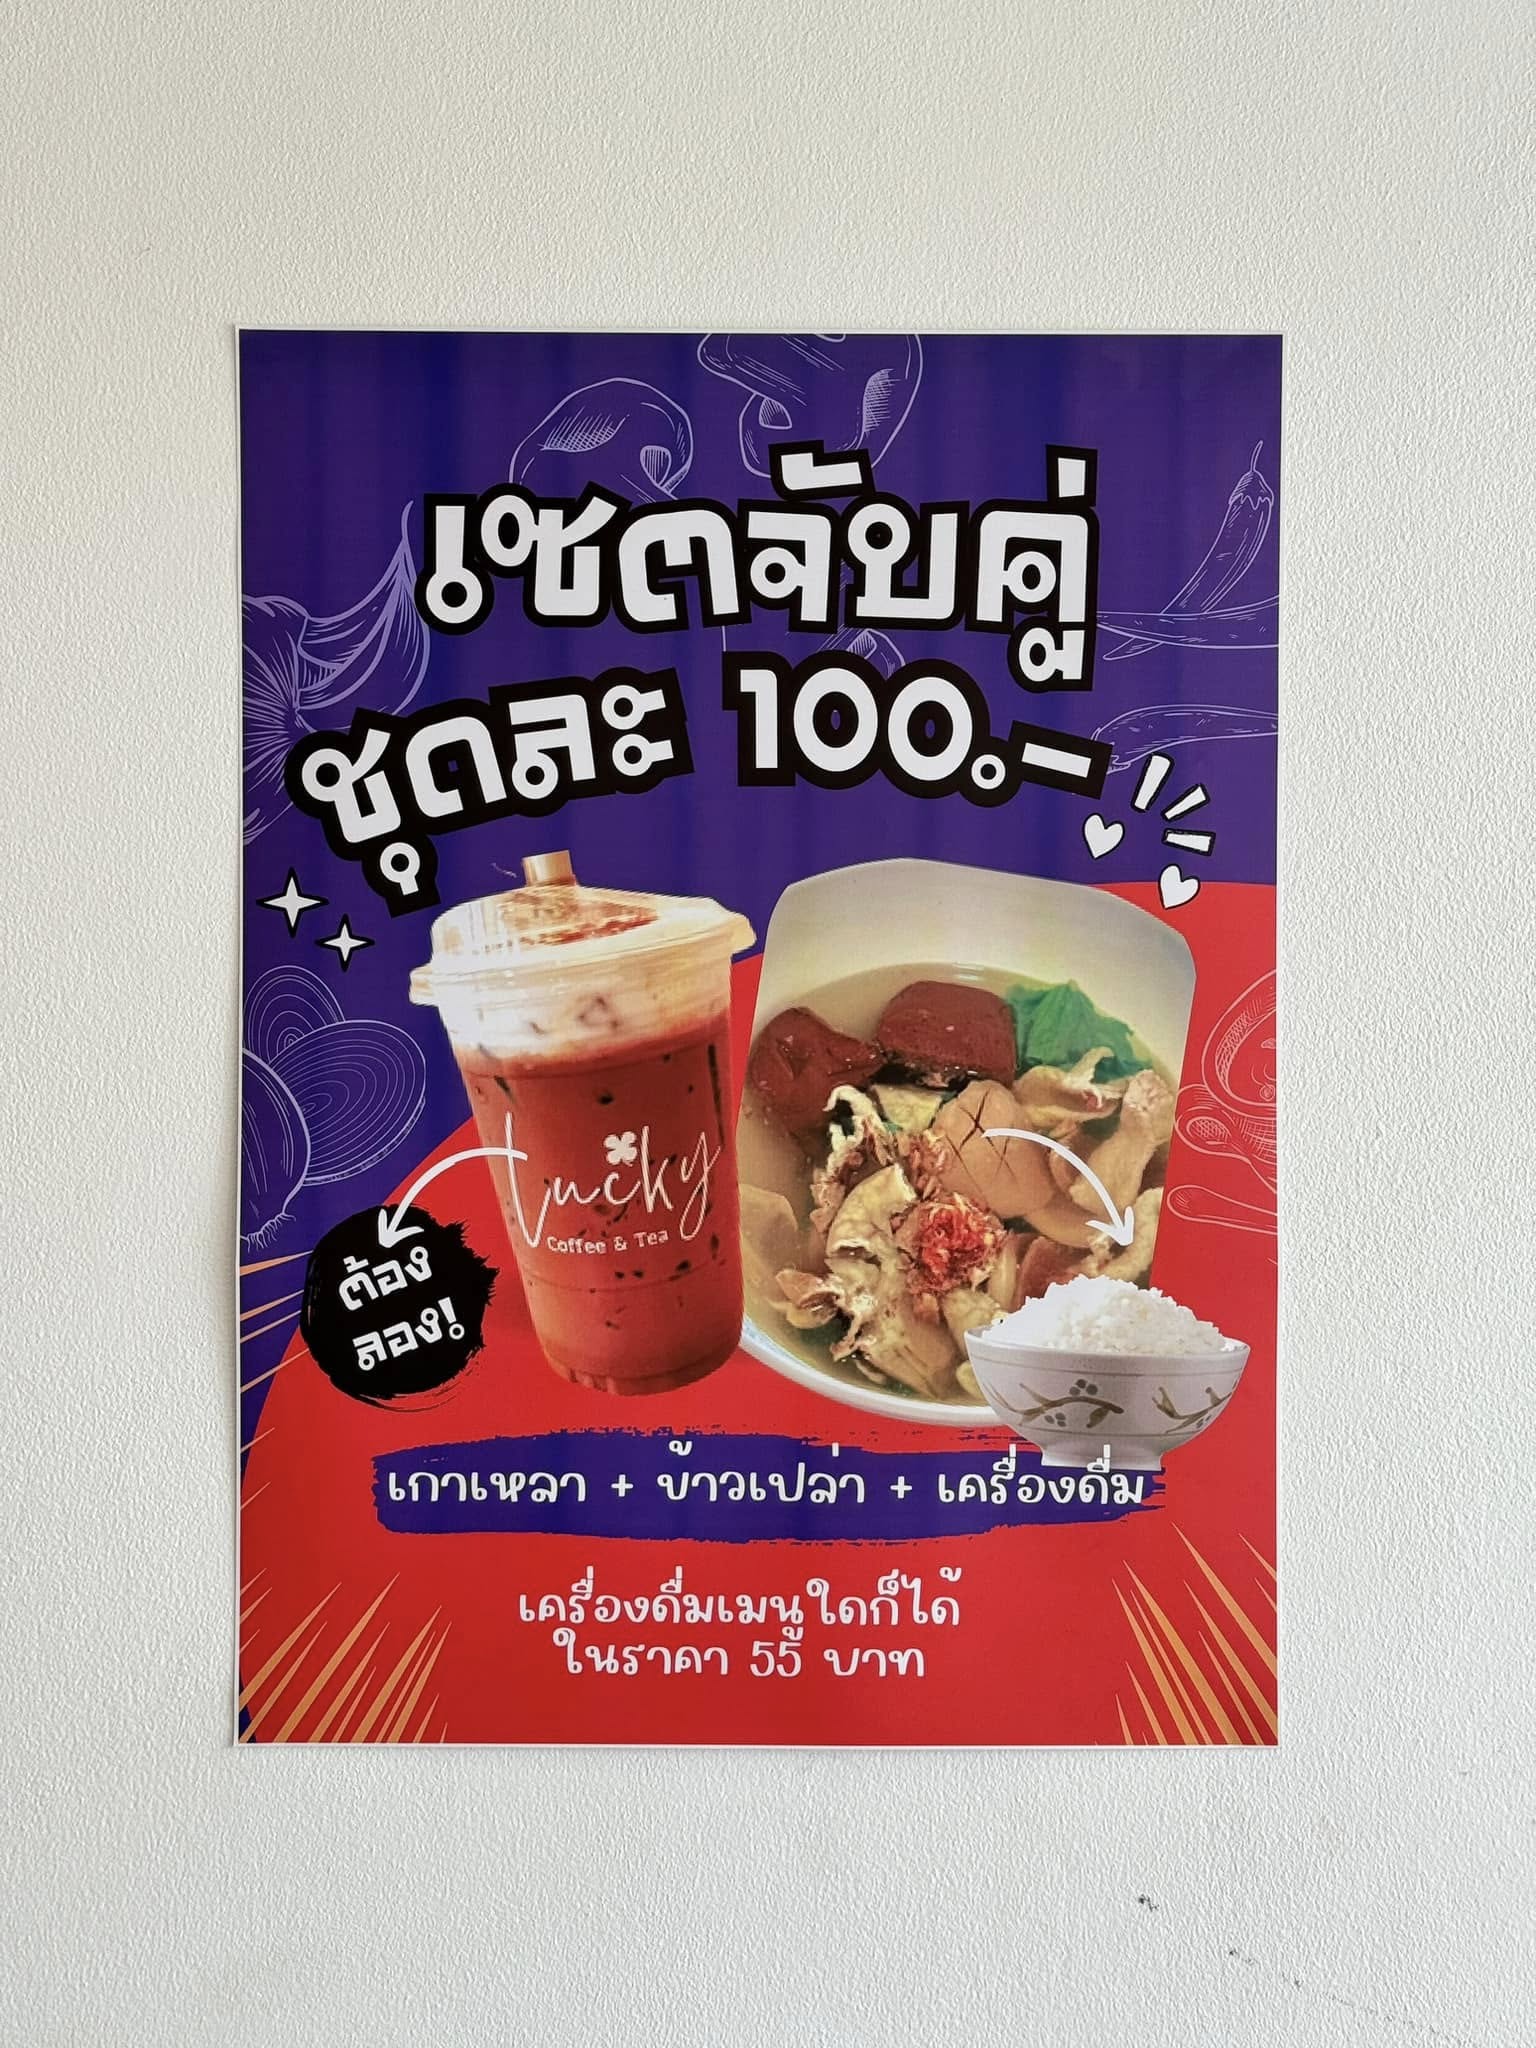 เซตจับคู่
ชุดละ 100.-
Lucky
Coffee & Tea
ต้อง
ลอง!
เกาเหลา + ข้าวเปล่า + เครื่องดื่ม
เครื่องดื่มเมนูใดก็ได้
ในราคา 55 บาท